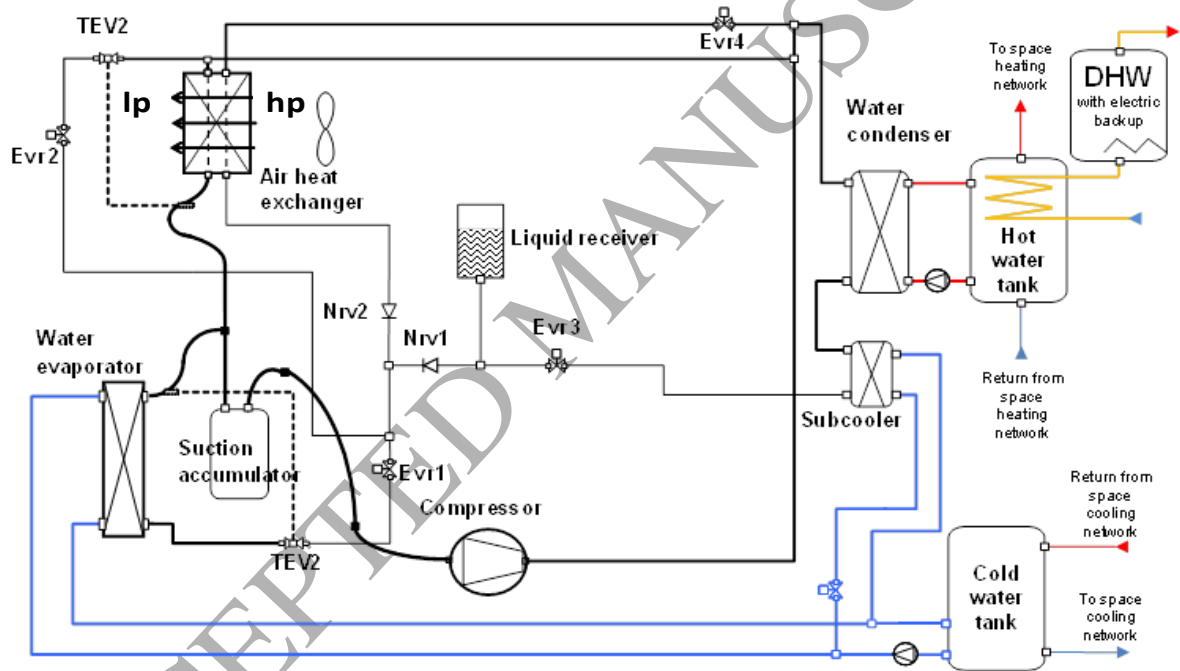 TEV2
Evr4
To space
heating
network
DHW
with electric
backup
lp
hp
Water
condenser
Evr2
Air heat
exchanger
Liquid receiver
Hot
water
tank
Nrv2
Nrv1
Evr3
Water
evaporator
Return from
space
heating
network
Subcooler
Suction
accumulator
Evr1
Compressor
Return from
space
cooling
network
TEV2
Cold
water
tank
To space
cooling
network
CEPTED MANUSC